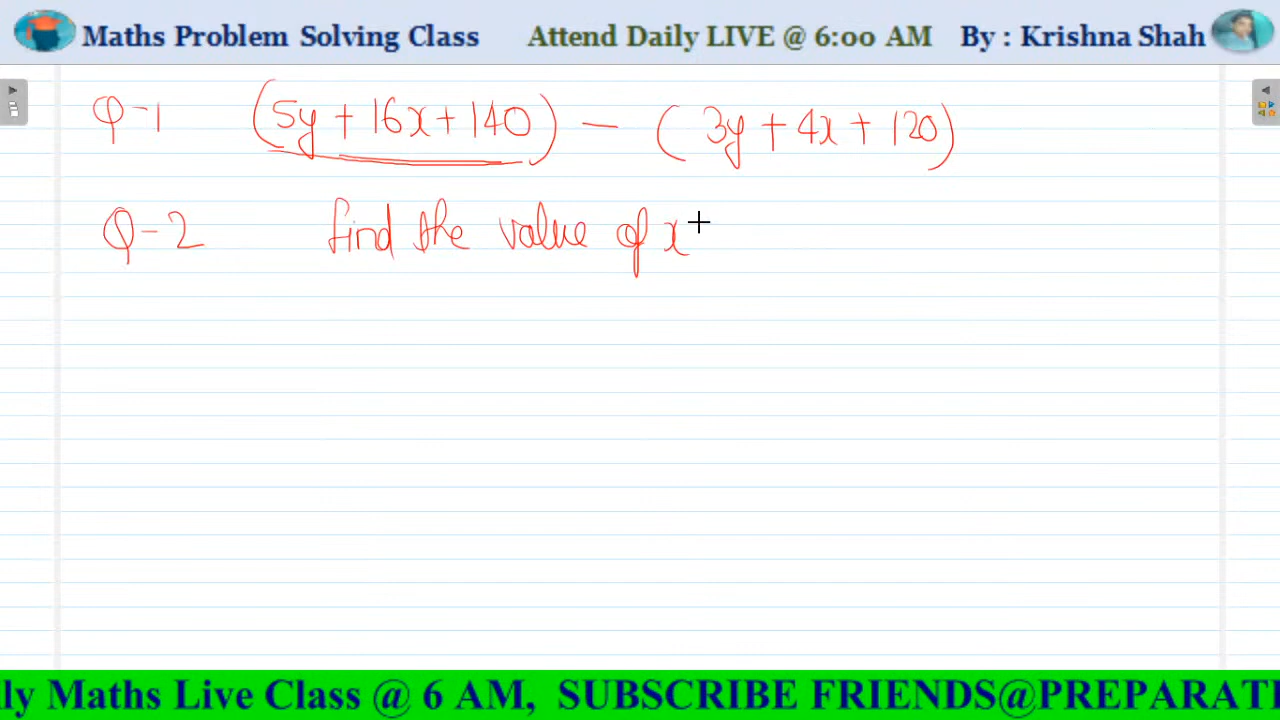 Maths Problem Solving Class Attend Daily LIVE @ 6:00 AM By : Krishna Shah
Q-1 (5y + 16x + 140) - (3y + 4x + 120)
Q-2 find the value of x
ly Maths Live Class @ 6 AM, SUBSCRIBE FRIENDS@PREPARATI